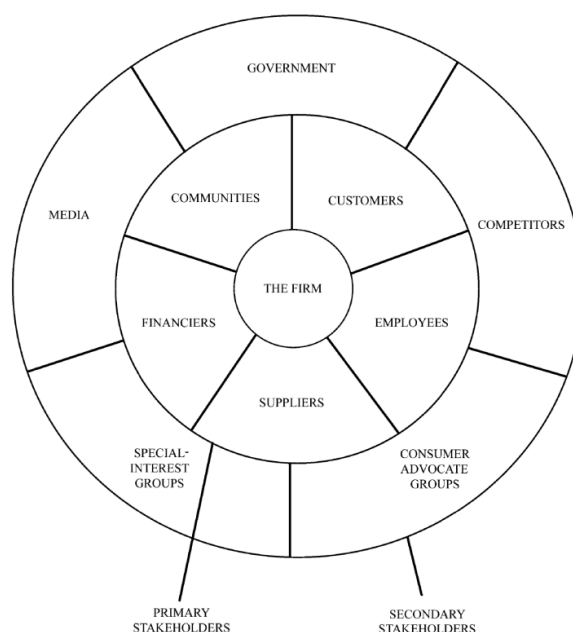 GOVERNMENT
COMMUNITIES
CUSTOMERS
MEDIA
COMPETITORS
THE FIRM
FINANCIERS
EMPLOYEES
SUPPLIERS
SPECIAL-
INTEREST
GROUPS
CONSUMER
ADVOCATE
GROUPS
PRIMARY
STAKEHOLDERS
SECONDARY
STAKEHOLDERS